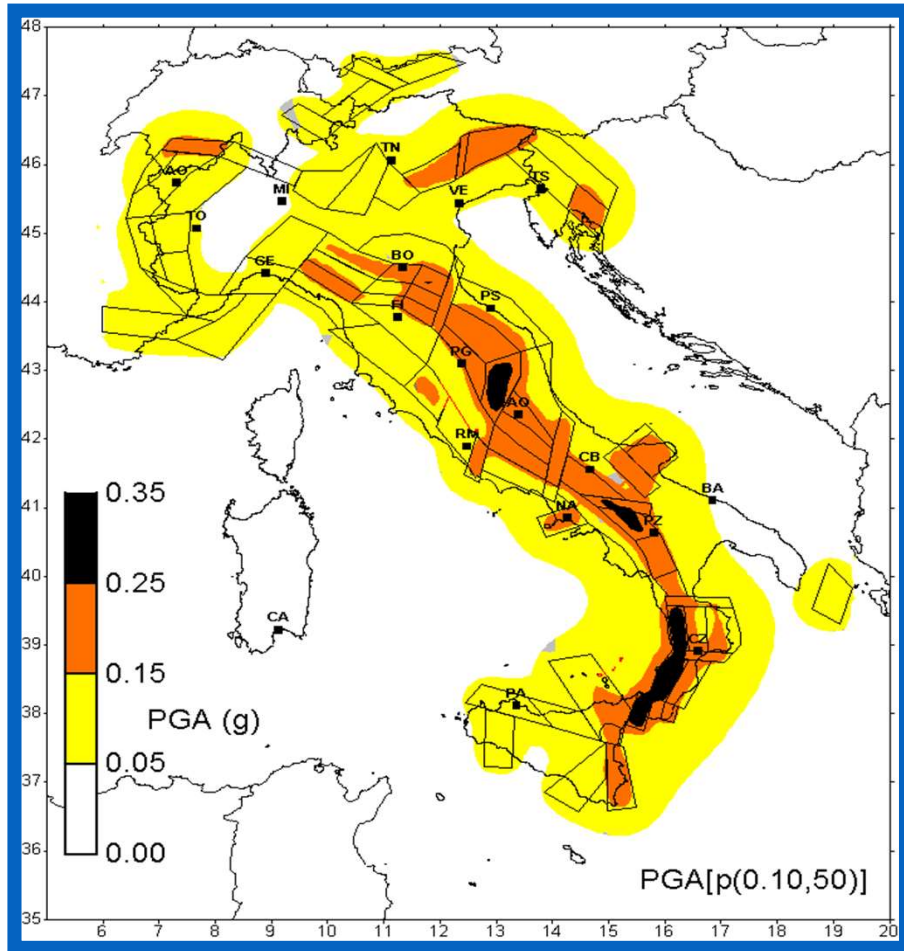 48
47
46
45
44
43
42
41
40
39
38
37
36
35
TN
AO
MI
VE
TS
TO
GE
BO
FI
PS
PG
AQ
RM
CB
BA
NA
PZ
CA
CZ
PA
0.35
0.25
0.15
0.05
0.00
PGA (g)
PGA[p(0.10,50)]
6 7 8 9 10 11 12 13 14 15 16 17 18 19 20